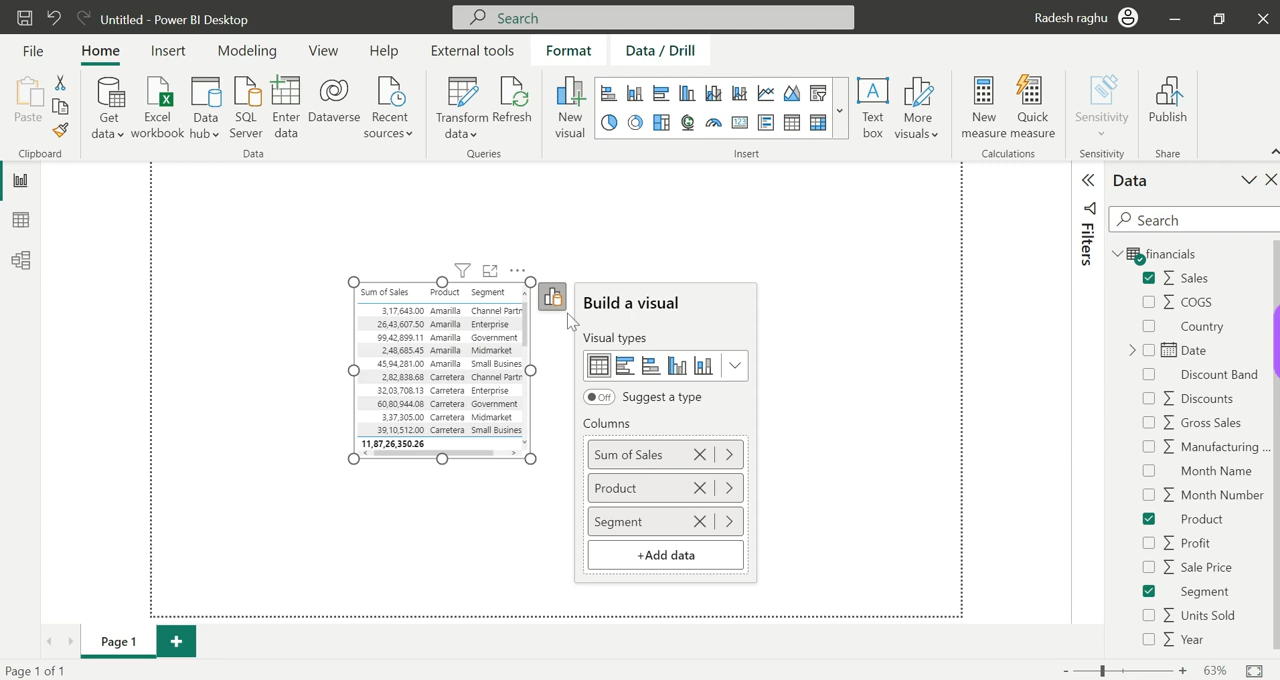 Untitled - Power BI Desktop
Search
Radesh raghu
File Home Insert Modeling View Help External tools Format Data / Drill
Paste
Get data
Excel workbook
Data hub
SQL Server
Enter data
Dataverse
Recent sources
Transform data
Refresh
New visual
123
A
Text box
More visuals
New measure
Quick measure
Sensitivity
Publish
Clipboard Data Queries Insert Calculations Sensitivity Share
Data
Search
Filters
financials
Sales
COGS
Country
Date
Discount Band
Discounts
Gross Sales
Manufacturing ...
Month Name
Month Number
Product
Profit
Sale Price
Segment
Units Sold
Year
Sum of Sales Product Segment
3,17,643.00 Amarilla Channel Partn
26,43,607.50 Amarilla Enterprise
99,42,899.11 Amarilla Government
2,48,685.45 Amarilla Midmarket
45,94,281.00 Amarilla Small Busines
2,82,838.68 Carretera Channel Partn
32,03,708.13 Carretera Enterprise
60,80,944.08 Carretera Government
3,37,305.00 Carretera Midmarket
39,10,512.00 Carretera Small Busines
11,87,26,350.26
Build a visual
Visual types
Off Suggest a type
Columns
Sum of Sales
Product
Segment
+Add data
Page 1
Page 1 of 1
63%